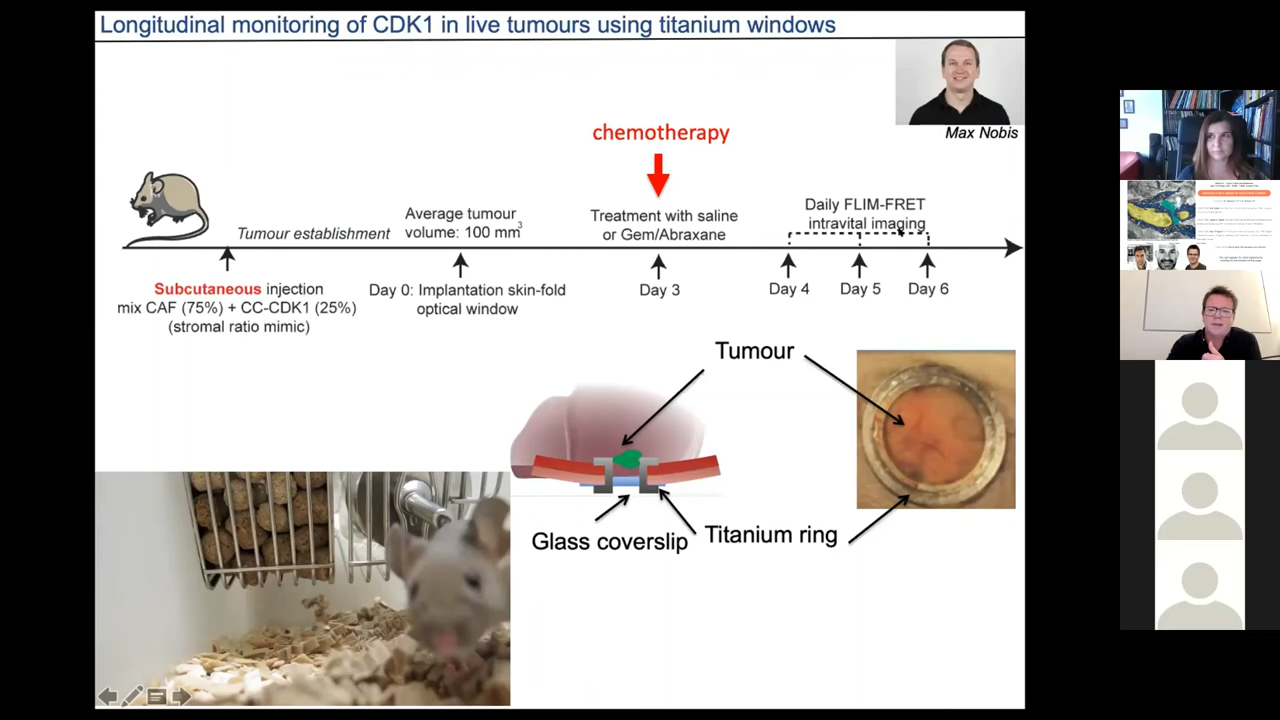 Longitudinal monitoring of CDK1 in live tumours using titanium windows
Max Nobis
chemotherapy
Average tumour
volume: 100 mm3
Treatment with saline
or Gem/Abraxane
Daily FLIM-FRET
intravital imaging
Tumour establishment
Subcutaneous injection
mix CAF (75%) + CC-CDK1 (25%)
(stromal ratio mimic)
Day 0: Implantation skin-fold
optical window
Day 3
Day 4
Day 5
Day 6
Tumour
Glass coverslip
Titanium ring